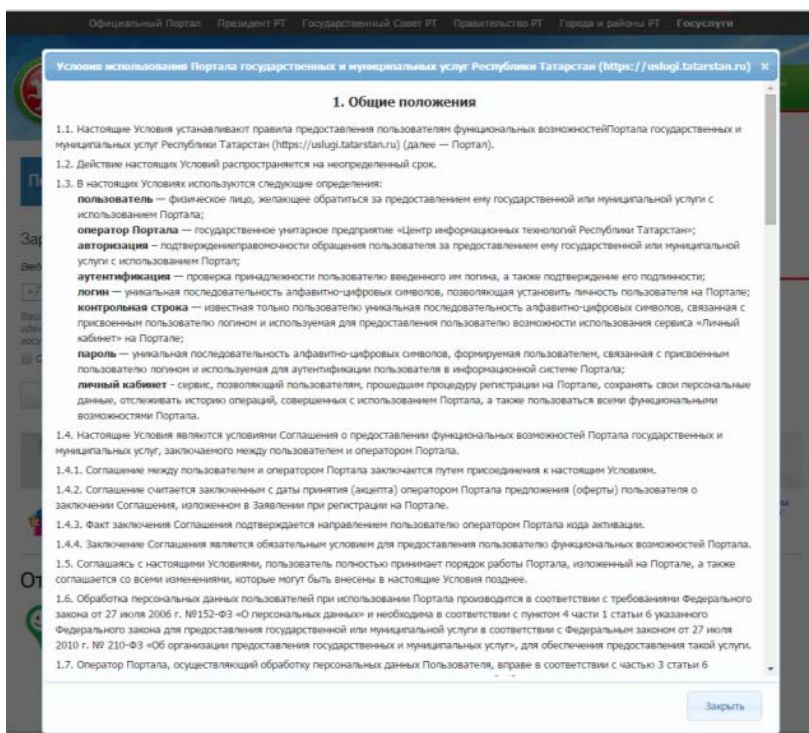 Официальный Портал Президент РТ Государственный Совет РТ Правительство РТ Города и районы РТ Госуслуги
Условия использования Портала государственных и муниципальных услуг Республики Татарстан (https://uslugi.tatarstan.ru) ×
1. Общие положения
1.1. Настоящие Условия устанавливают правила предоставления пользователям функциональных возможностейПортала государственных и
муниципальных услуг Республики Татарстан (https://uslugi.tatarstan.ru) (далее — Портал).
1.2. Действие настоящих Условий распространяется на неопределенный срок.
1.3. В настоящих Условиях используются следующие определения:
пользователь — физическое лицо, желающее обратиться за предоставлением ему государственной или муниципальной услуги с
использованием Портала;
оператор Портала — государственное унитарное предприятие «Центр информационных технологий Республики Татарстан»;
авторизация – подтверждениеправомочности обращения пользователя за предоставлением ему государственной или муниципальной
услуги с использованием Портал;
аутентификация — проверка принадлежности пользователю введенного им логина, а также подтверждение его подлинности;
логин — уникальная последовательность алфавитно-цифровых символов, позволяющая установить личность пользователя на Портале;
контрольная строка — известная только пользователю уникальная последовательность алфавитно-цифровых символов, связанная с
присвоенным пользователю логином и используемая для предоставления пользователю возможности использования сервиса «Личный
кабинет» на Портале;
пароль — уникальная последовательность алфавитно-цифровых символов, формируемая пользователем, связанная с присвоенным
пользователю логином и используемая для аутентификации пользователя в информационной системе Портала;
личный кабинет - сервис, позволяющий пользователям, прошедшим процедуру регистрации на Портале, сохранять свои персональные
данные, отслеживать историю операций, совершенных с использованием Портала, а также пользоваться всеми функциональными
возможностями Портала.
1.4. Настоящие Условия являются условиями Соглашения о предоставлении функциональных возможностей Портала государственных и
муниципальных услуг, заключаемого между пользователем и оператором Портала.
1.4.1. Соглашение между пользователем и оператором Портала заключается путем присоединения к настоящим Условиям.
1.4.2. Соглашение считается заключенным с даты принятия (акцепта) оператором Портала предложения (оферты) пользователя о
заключении Соглашения, изложенном в Заявлении при регистрации на Портале.
1.4.3. Факт заключения Соглашения подтверждается направлением пользователю оператором Портала кода активации.
1.4.4. Заключение Соглашения является обязательным условием для предоставления пользователю функциональных возможностей Портала.
1.5. Соглашаясь с настоящими Условиями, пользователь полностью принимает порядок работы Портала, изложенный на Портале, а также
соглашается со всеми изменениями, которые могут быть внесены в настоящие Условия позднее.
1.6. Обработка персональных данных пользователей при использовании Портала производится в соответствии с требованиями Федерального
закона от 27 июля 2006 г. №152-ФЗ «О персональных данных» и необходима в соответствии с пунктом 4 части 1 статьи 6 указанного
Федерального закона для предоставления государственной или муниципальной услуги в соответствии с Федеральным законом от 27 июля
2010 г. № 210-ФЗ «Об организации предоставления государственных и муниципальных услуг», для обеспечения предоставления такой услуги.
1.7. Оператор Портала, осуществляющий обработку персональных данных Пользователя, вправе в соответствии с частью 3 статьи 6
Закрыть